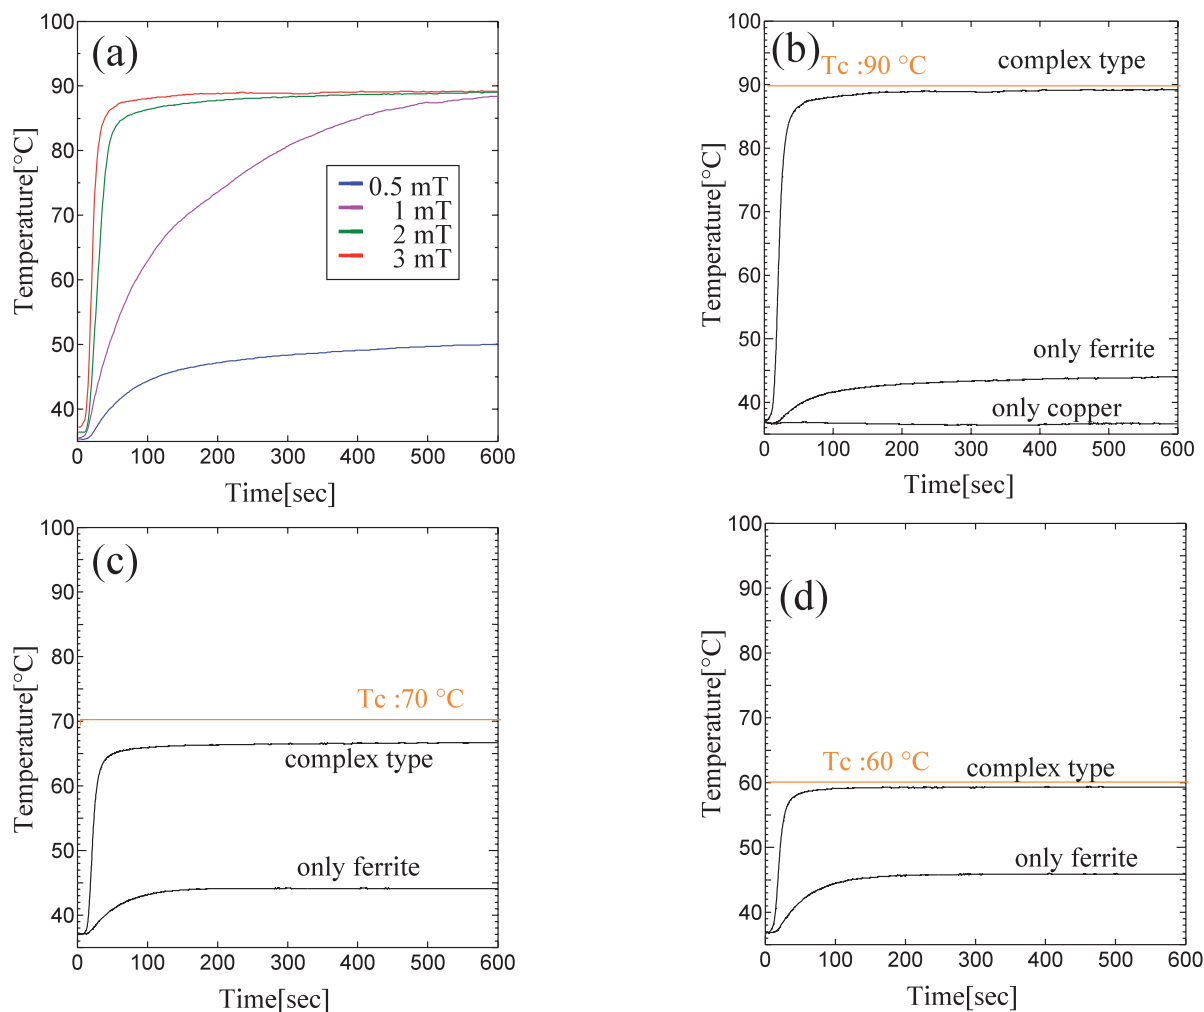 (a)
Temperature[°C]
100
90
80
70
60
50
40
0.5 mT
1 mT
2 mT
3 mT
0 100 200 300 400 500 600
Time[sec]
(b)
Temperature[°C]
100
90
80
70
60
50
40
Tc :90 °C
complex type
only ferrite
only copper
0 100 200 300 400 500 600
Time[sec]
(c)
Temperature[°C]
100
90
80
70
60
50
40
Tc :70 °C
complex type
only ferrite
0 100 200 300 400 500 600
Time[sec]
(d)
Temperature[°C]
100
90
80
70
60
50
40
Tc :60 °C
complex type
only ferrite
0 100 200 300 400 500 600
Time[sec]